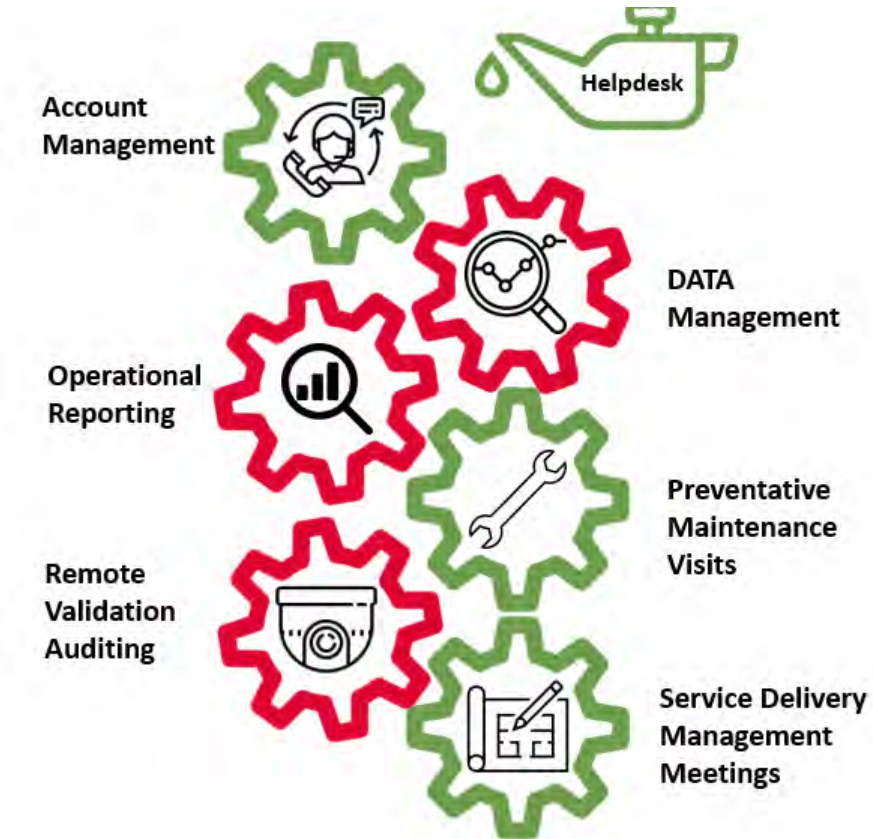 Helpdesk
Account
Management
DATA
Management
Operational
Reporting
Preventative
Maintenance
Visits
Remote
Validation
Auditing
Service Delivery
Management
Meetings